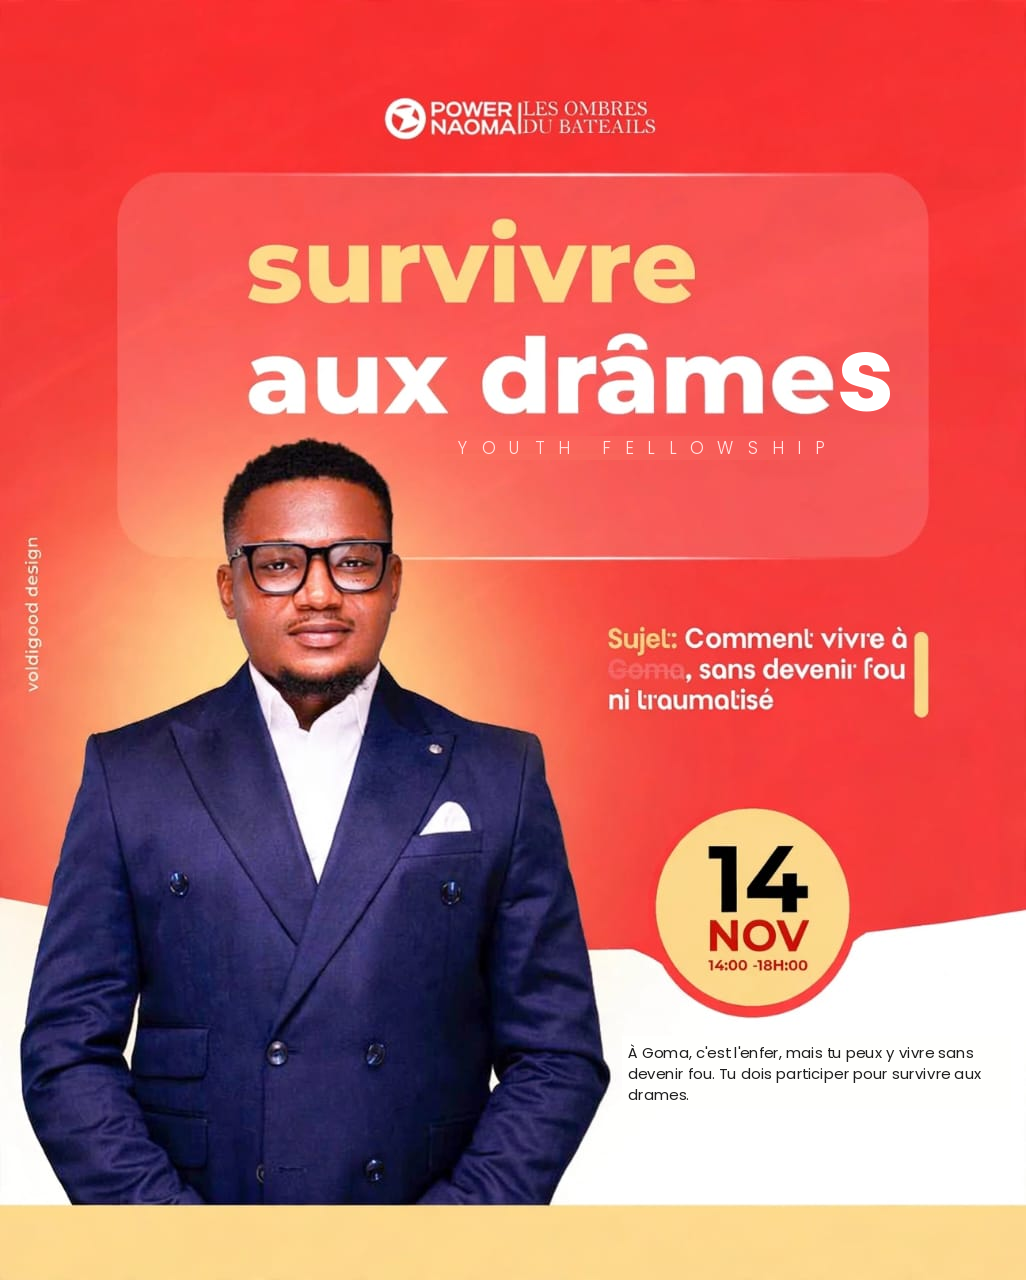 POWER
NAOMA
LES OMBRES
DU BATEAILS
survivre
aux drâmes
YOUTH FELLOWSHIP
voldigood design
Sujet: Comment vivre à
Goma, sans devenir fou
ni traumatisé
14
NOV
14:00 -18H:00
À Goma, c'est l'enfer, mais tu peux y vivre sans
devenir fou. Tu dois participer pour survivre aux
drames.